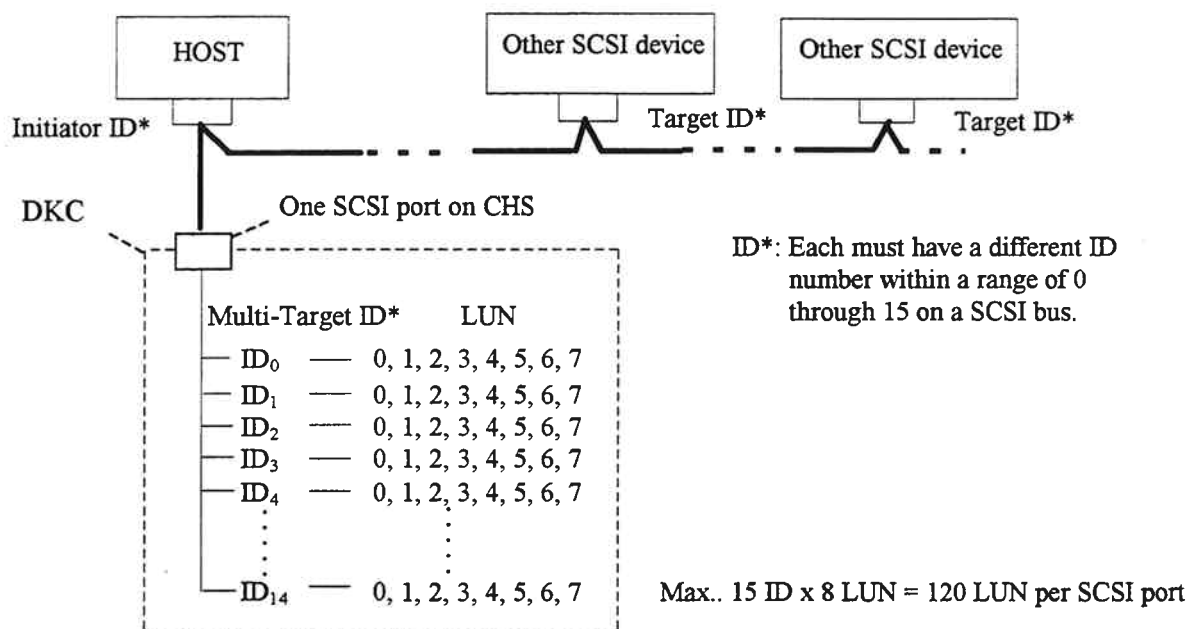 HOST
Other SCSI device
Other SCSI device
Initiator ID*
Target ID*
Target ID*
DKC
One SCSI port on CHS
ID*: Each must have a different ID
number within a range of 0
through 15 on a SCSI bus.
Multi-Target ID* LUN
ID₀ — 0, 1, 2, 3, 4, 5, 6, 7
ID₁ — 0, 1, 2, 3, 4, 5, 6, 7
ID₂ — 0, 1, 2, 3, 4, 5, 6, 7
ID₃ — 0, 1, 2, 3, 4, 5, 6, 7
ID₄ — 0, 1, 2, 3, 4, 5, 6, 7
ID₁₄ — 0, 1, 2, 3, 4, 5, 6, 7
Max.. 15 ID x 8 LUN = 120 LUN per SCSI port